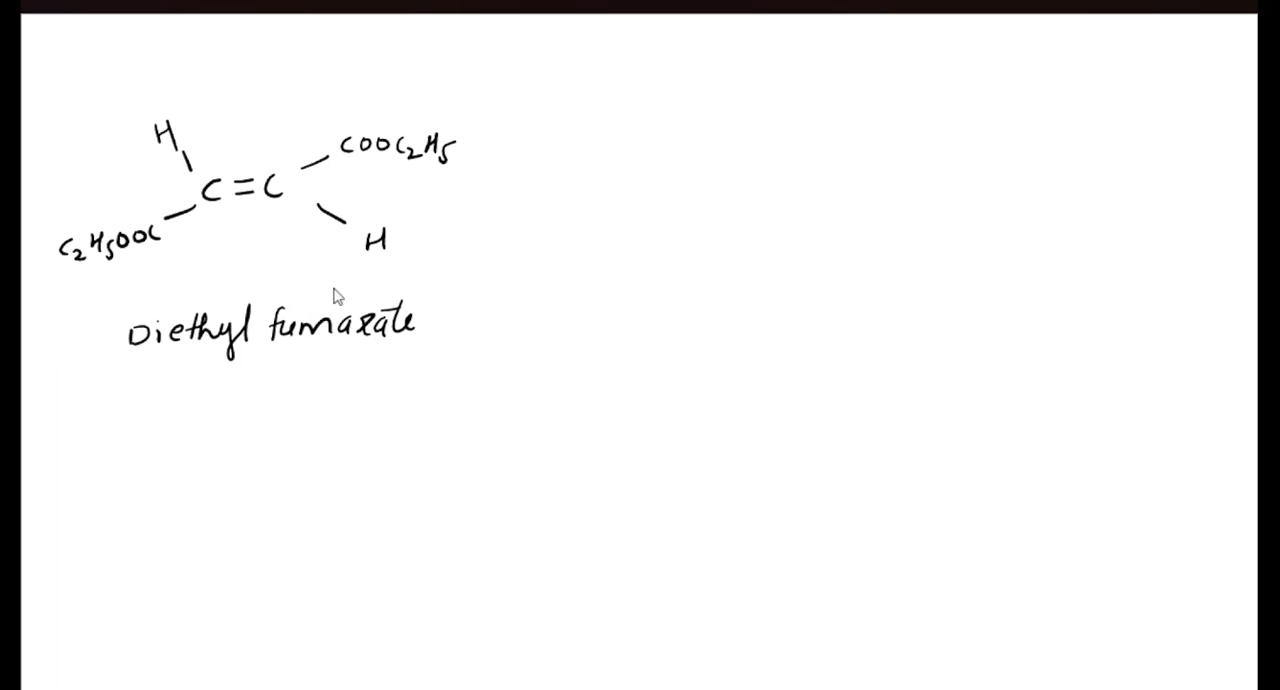 H
COOC2H5
C=C
C2H5OOC
H
Diethyl fumarate